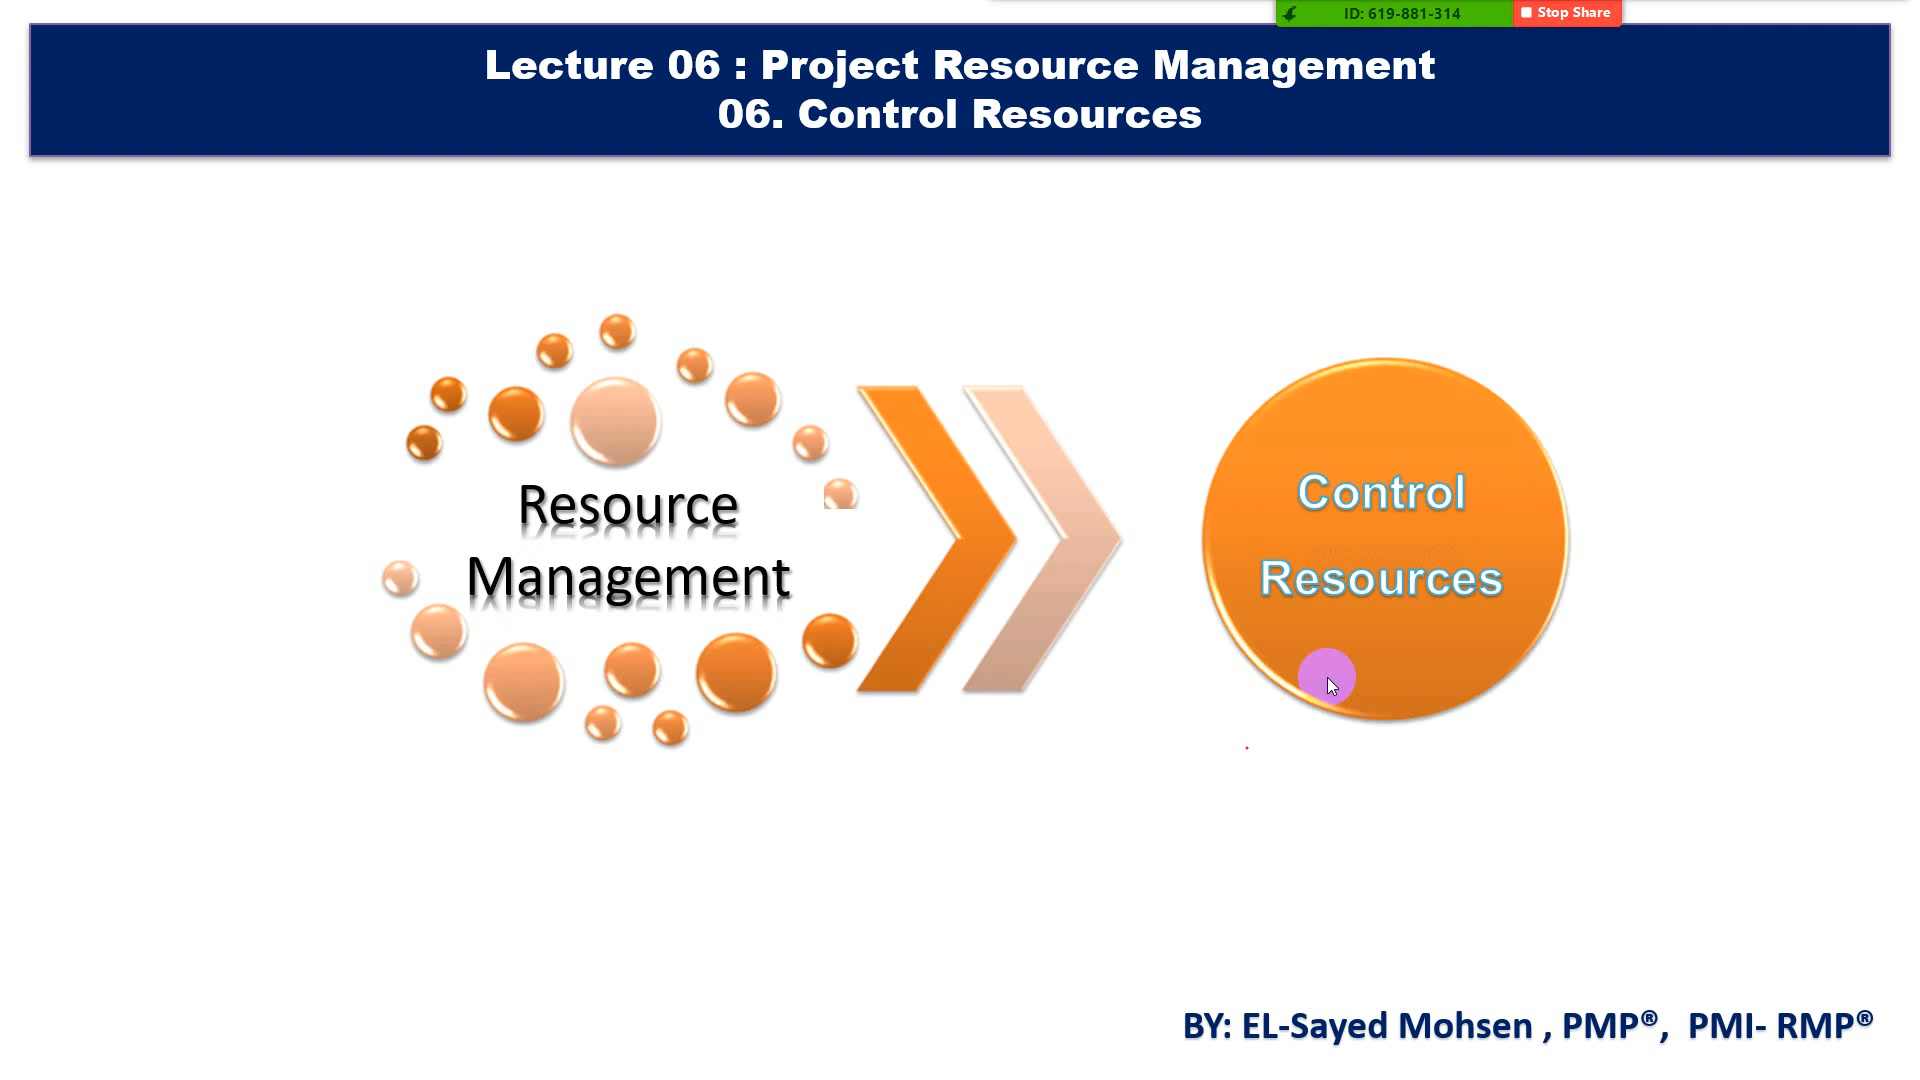 ID: 619-881-314
Stop Share
Lecture 06 : Project Resource Management
06. Control Resources
Resource
Management
Control
Resources
BY: EL-Sayed Mohsen , PMP®, PMI- RMP®